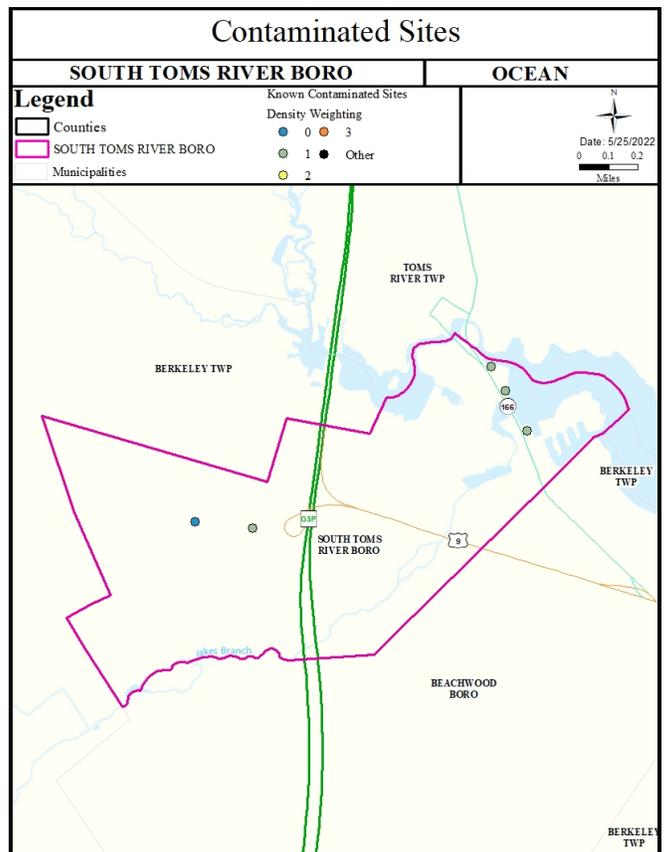 Contaminated Sites
SOUTH TOMS RIVER BORO
OCEAN
Legend
Counties
SOUTH TOMS RIVER BORO
Municipalities
Known Contaminated Sites
Density Weighting
0 3
1 Other
2
N
Date: 5/25/2022
0 0.1 0.2
Miles
TOMS
RIVER TWP
BERKELEY TWP
166
BERKELEY
TWP
GSP
SOUTH TOMS
RIVER BORO
9
Jakes Branch
BEACHWOOD
BORO
BERKELEY
TWP